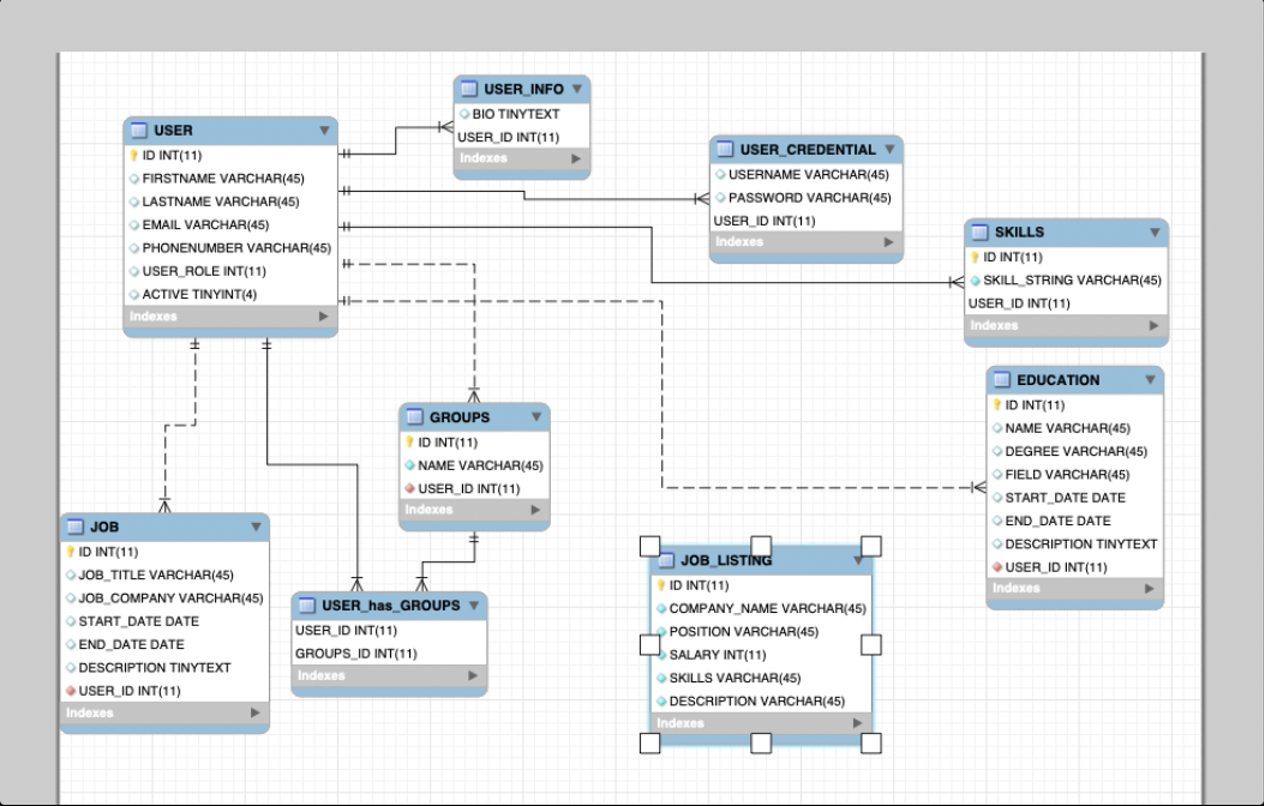 USER
ID INT(11)
FIRSTNAME VARCHAR(45)
LASTNAME VARCHAR(45)
EMAIL VARCHAR(45)
PHONENUMBER VARCHAR(45)
USER_ROLE INT(11)
ACTIVE TINYINT(4)
Indexes
USER_INFO
BIO TINYTEXT
USER_ID INT(11)
Indexes
USER_CREDENTIAL
USERNAME VARCHAR(45)
PASSWORD VARCHAR(45)
USER_ID INT(11)
Indexes
SKILLS
ID INT(11)
SKILL_STRING VARCHAR(45)
USER_ID INT(11)
Indexes
EDUCATION
ID INT(11)
NAME VARCHAR(45)
DEGREE VARCHAR(45)
FIELD VARCHAR(45)
START_DATE DATE
END_DATE DATE
DESCRIPTION TINYTEXT
USER_ID INT(11)
Indexes
GROUPS
ID INT(11)
NAME VARCHAR(45)
USER_ID INT(11)
Indexes
JOB
ID INT(11)
JOB_TITLE VARCHAR(45)
JOB_COMPANY VARCHAR(45)
START_DATE DATE
END_DATE DATE
DESCRIPTION TINYTEXT
USER_ID INT(11)
Indexes
USER_has_GROUPS
USER_ID INT(11)
GROUPS_ID INT(11)
Indexes
JOB_LISTING
ID INT(11)
COMPANY_NAME VARCHAR(45)
POSITION VARCHAR(45)
SALARY INT(11)
SKILLS VARCHAR(45)
DESCRIPTION VARCHAR(45)
Indexes